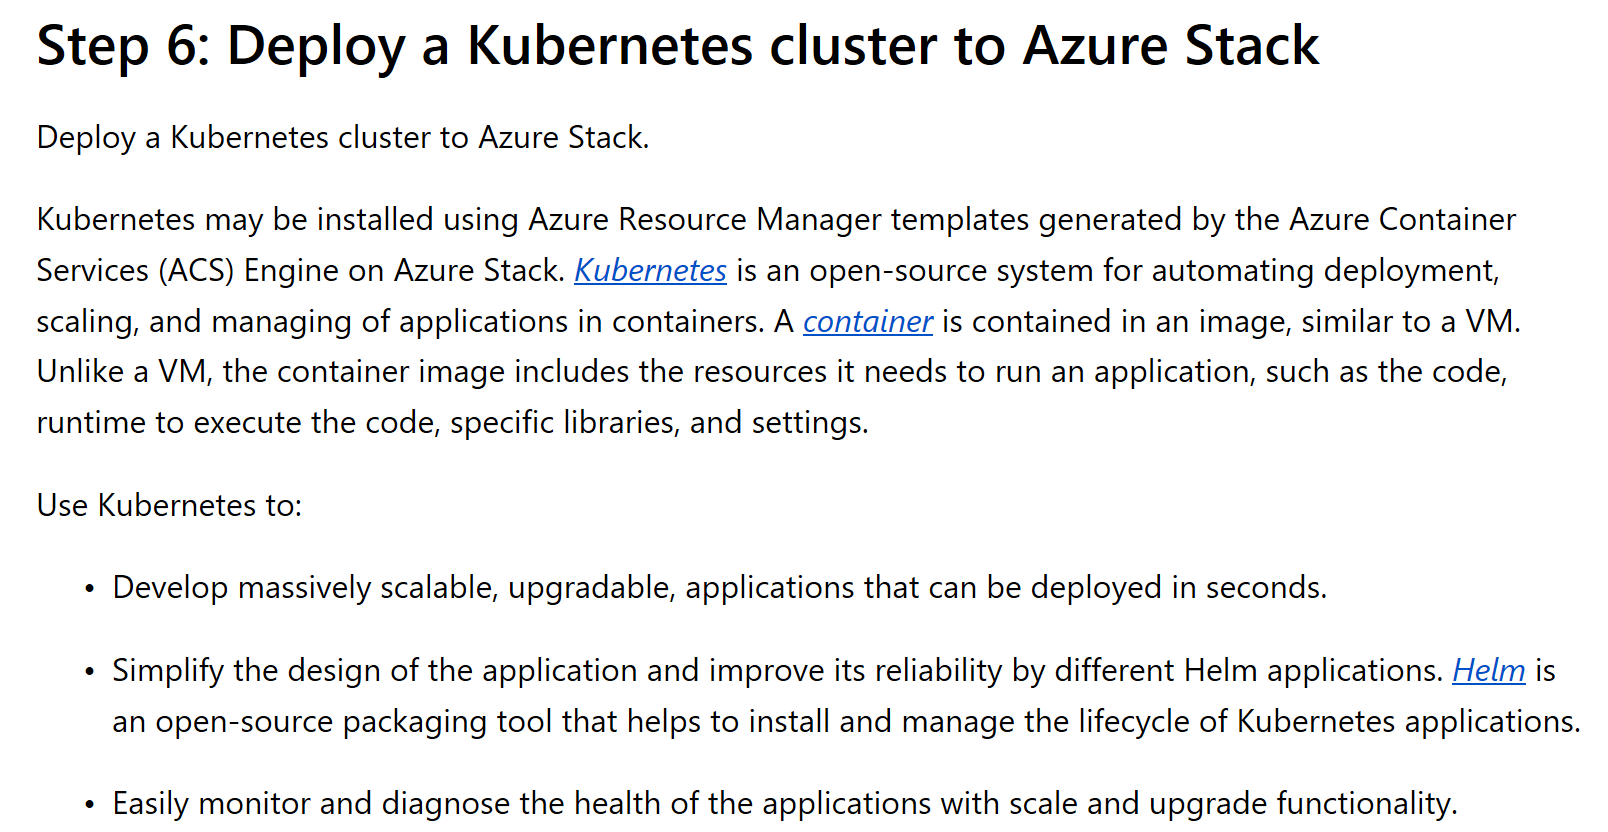 Step 6: Deploy a Kubernetes cluster to Azure Stack
Deploy a Kubernetes cluster to Azure Stack.
Kubernetes may be installed using Azure Resource Manager templates generated by the Azure Container
Services (ACS) Engine on Azure Stack. Kubernetes is an open-source system for automating deployment,
scaling, and managing of applications in containers. A container is contained in an image, similar to a VM.
Unlike a VM, the container image includes the resources it needs to run an application, such as the code,
runtime to execute the code, specific libraries, and settings.
Use Kubernetes to:
• Develop massively scalable, upgradable, applications that can be deployed in seconds.
• Simplify the design of the application and improve its reliability by different Helm applications. Helm is
an open-source packaging tool that helps to install and manage the lifecycle of Kubernetes applications.
• Easily monitor and diagnose the health of the applications with scale and upgrade functionality.